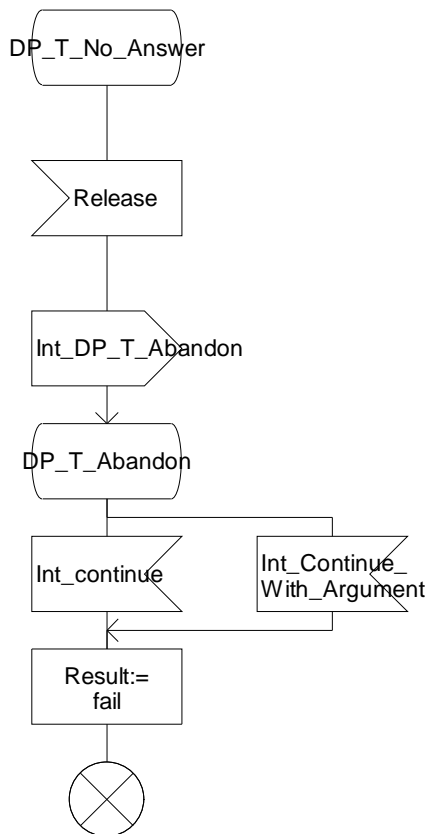 DP_T_No_Answer
Release
Int_DP_T_Abandon
DP_T_Abandon
Int_continue
Int_Continue_
With_Argument
Result:=
fail